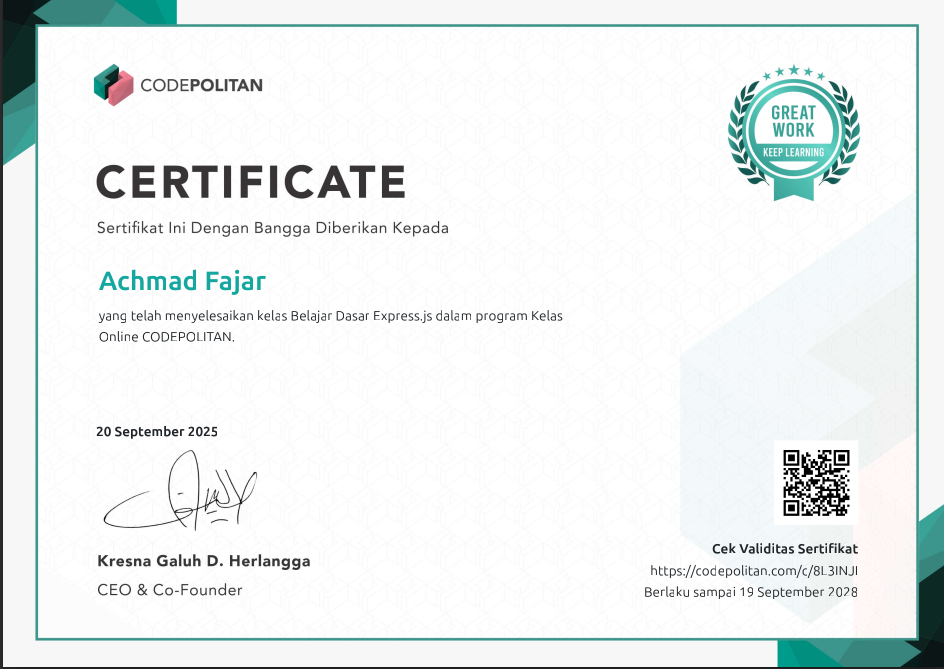 CODEPOLITAN
GREAT
WORK
KEEP LEARNING
CERTIFICATE
Sertifikat Ini Dengan Bangga Diberikan Kepada
Achmad Fajar
yang telah menyelesaikan kelas Belajar Dasar Express.js dalam program Kelas
Online CODEPOLITAN.
20 September 2025
Kresna Galuh D. Herlangga
CEO & Co-Founder
Cek Validitas Sertifikat
https://codepolitan.com/c/8L3INJI
Berlaku sampai 19 September 2028